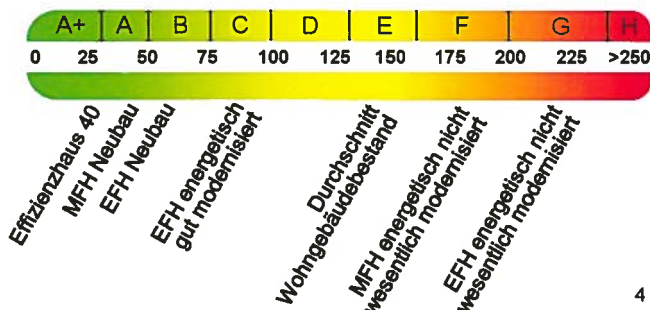 A+ A B C D E F G H
0 25 50 75 100 125 150 175 200 225 >250
Effizienzhaus 40
MFH Neubau
EFH Neubau
EFH energetisch
gut modernisiert
Durchschnitt
Wohngebäudebestand
MFH energetisch nicht
wesentlich modernisiert
EFH energetisch nicht
wesentlich modernisiert
4